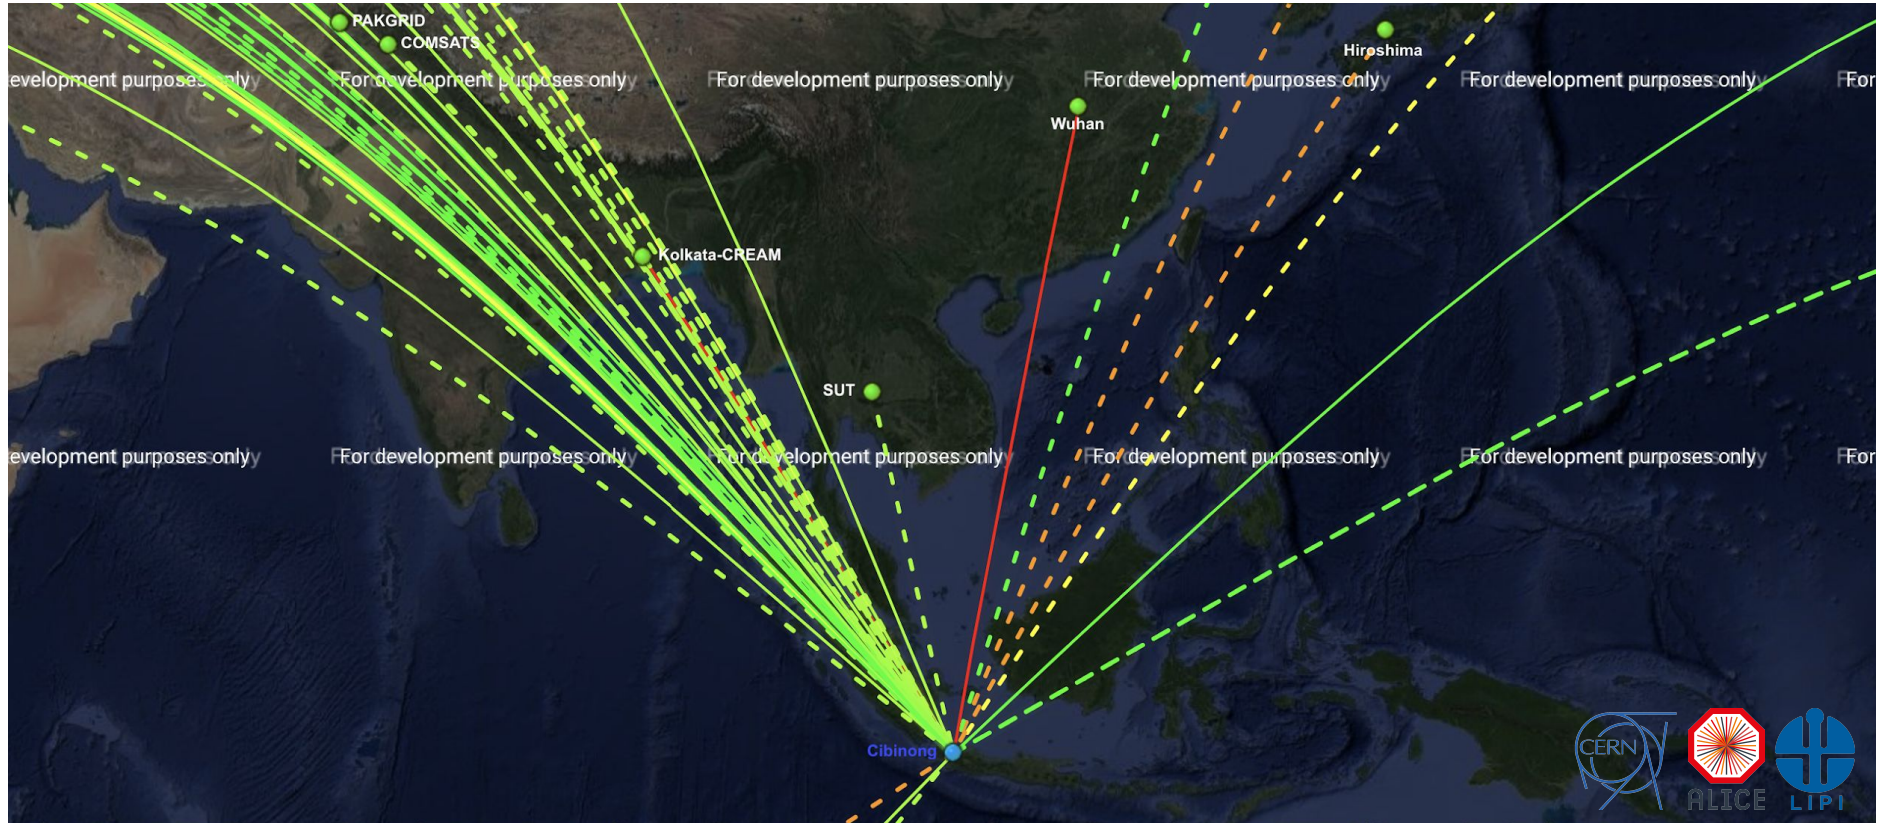 PAKGRID
COMSATS
Hiroshima
evelopment purposes only
For development purposes only
For development purposes only
For development purposes only
For development purposes only
For
Wuhan
Kolkata-CREAM
SUT
evelopment purposes only
For development purposes only
For development purposes only
For development purposes only
For development purposes only
For
Cibinong
CERN
ALICE
LIPI